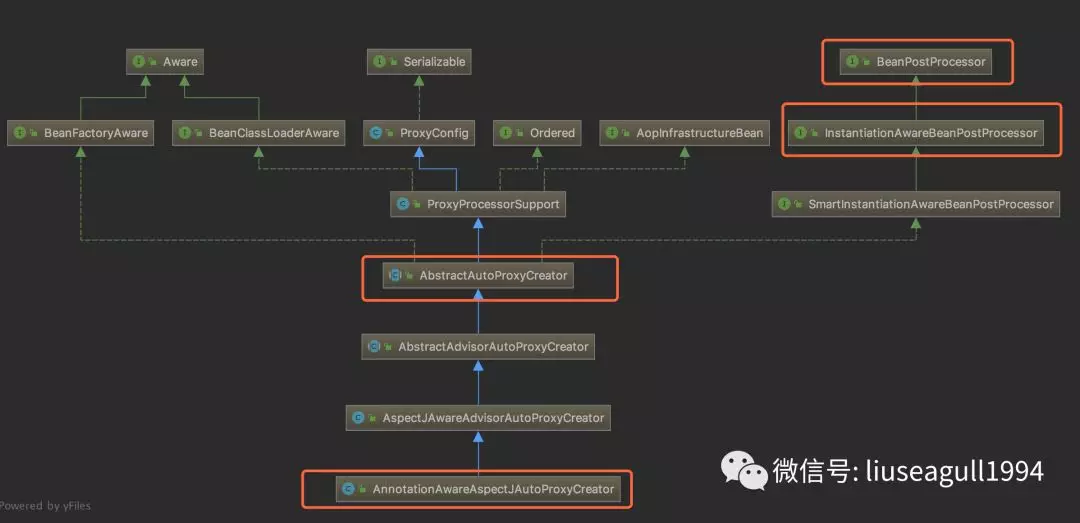 Aware
Serializable
BeanPostProcessor
BeanFactoryAware
BeanClassLoaderAware
ProxyConfig
Ordered
AopInfrastructureBean
InstantiationAwareBeanPostProcessor
ProxyProcessorSupport
SmartInstantiationAwareBeanPostProcessor
AbstractAutoProxyCreator
AbstractAdvisorAutoProxyCreator
AspectJAwareAdvisorAutoProxyCreator
AnnotationAwareAspectJAutoProxyCreator
微信号: liuseagull1994
Powered by yFiles